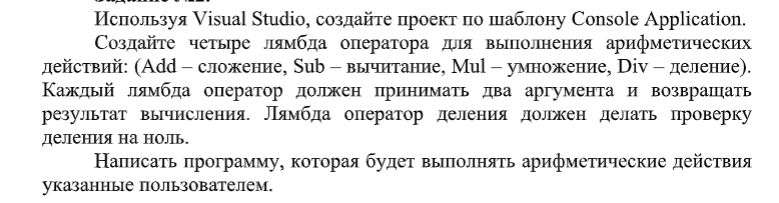 Используя Visual Studio, создайте проект по шаблону Console Application.
Создайте четыре лямбда оператора для выполнения арифметических
действий: (Add – сложение, Sub – вычитание, Mul – умножение, Div – деление).
Каждый лямбда оператор должен принимать два аргумента и возвращать
результат вычисления. Лямбда оператор деления должен делать проверку
деления на ноль.
Написать программу, которая будет выполнять арифметические действия
указанные пользователем.